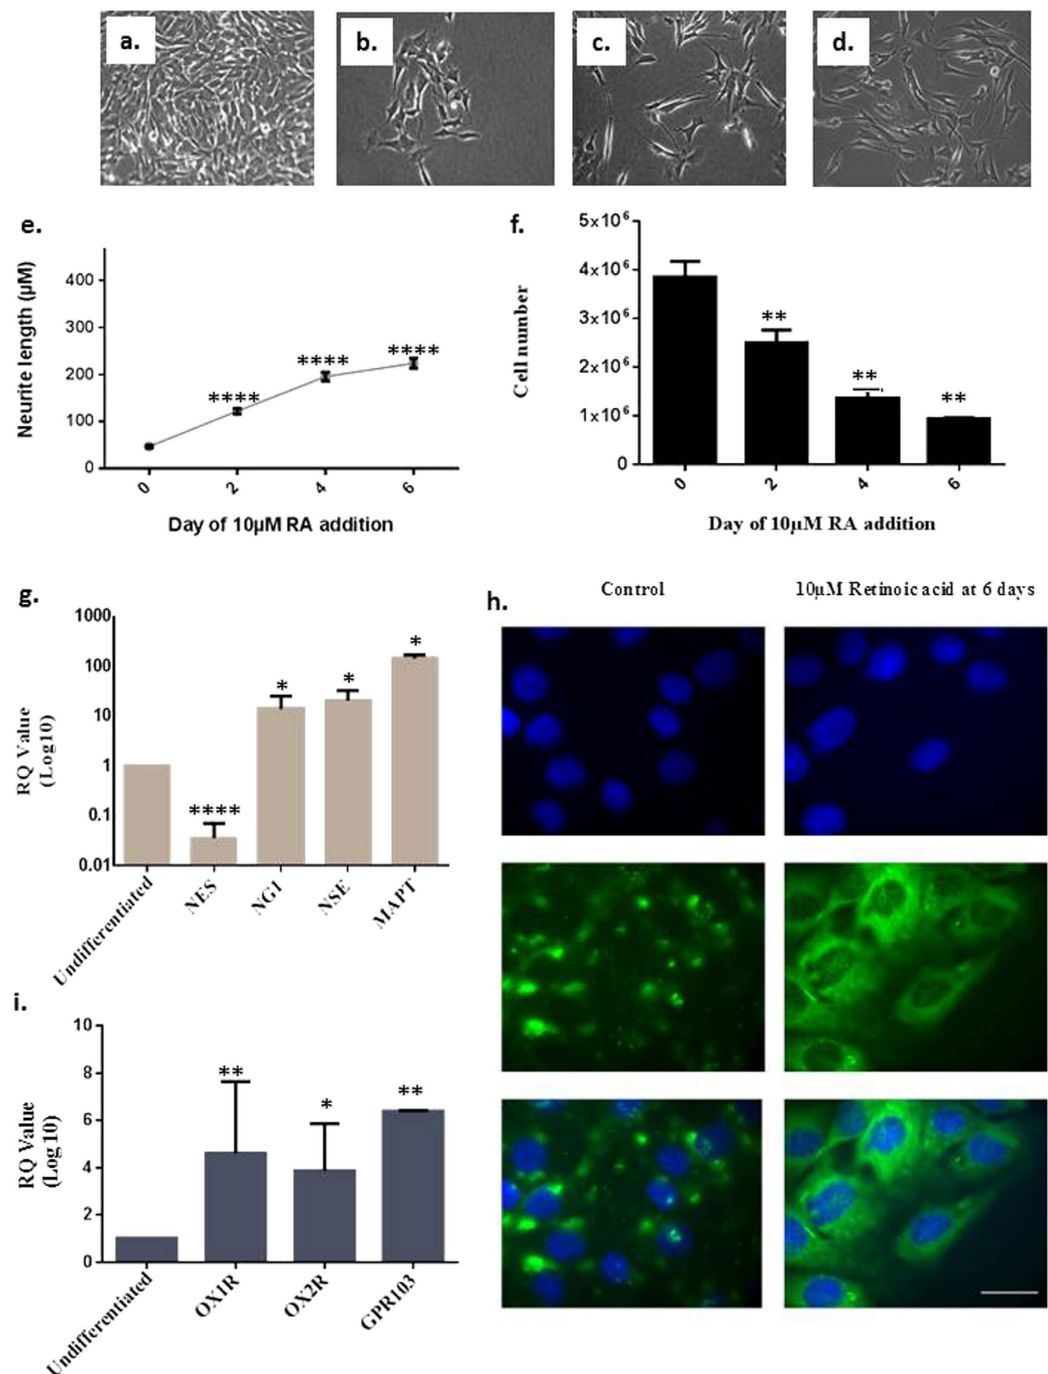 a.
b.
c.
d.
e.
Neurite length (µM)
400
300
200
100
0
****
****
****
0
2
4
6
Day of 10µM RA addition
f.
Cell number
5x10⁶
4x10⁶
3x10⁶
2x10⁶
1x10⁶
0
**
**
**
0
2
4
6
Day of 10µM RA addition
g.
RQ Value
(Log10)
1000
100
10
1
0.1
0.01
****
*
*
*
Undifferentiated
NES
NG1
NSE
MAPT
h.
Control
10µM Retinoic acid at 6 days
i.
RQ Value
(Log10)
10
8
6
4
2
0
**
*
**
Undifferentiated
OX1R
OX2R
GPR103